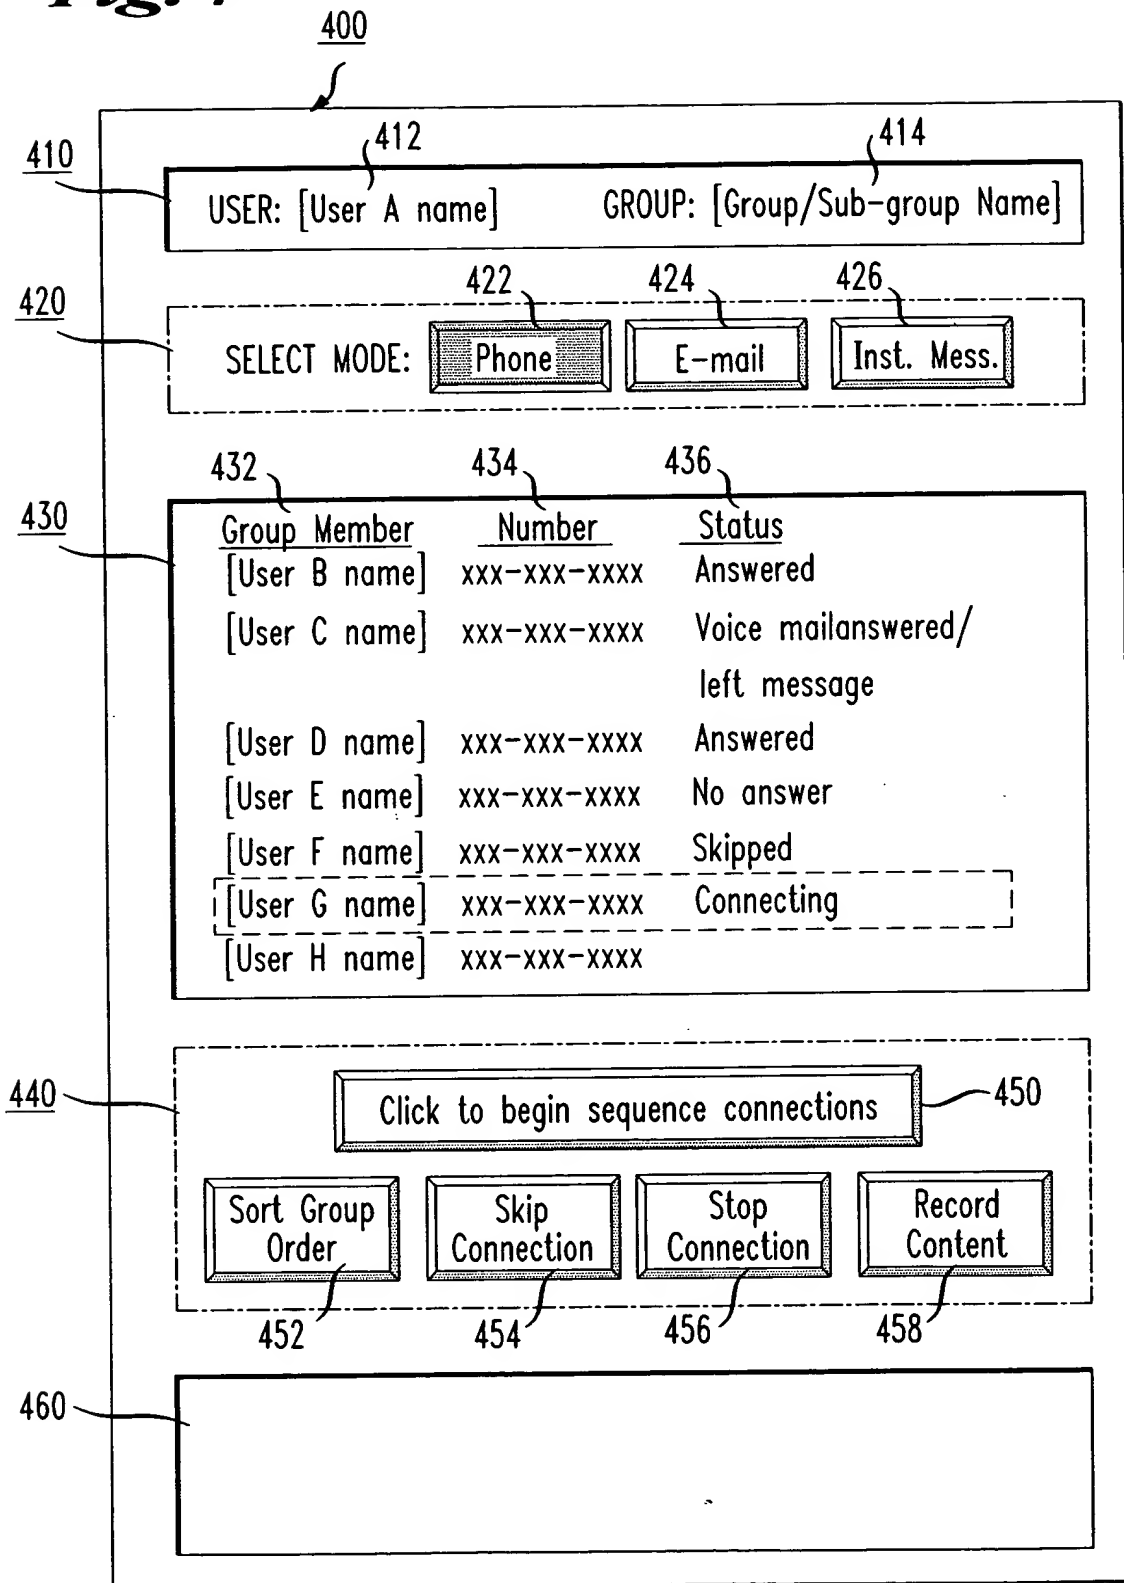 Fig.
400
412 414
410
USER: [User A name] GROUP: [Group/Sub-group Name]
422 424 426
420
SELECT MODE: Phone E-mail Inst. Mess.
432 434 436
430
Group Member Number Status
[User B name] xxx-xxx-xxxx Answered
[User C name] xxx-xxx-xxxx Voice mailanswered/
left message
[User D name] xxx-xxx-xxxx Answered
[User E name] xxx-xxx-xxxx No answer
[User F name] xxx-xxx-xxxx Skipped
[User G name] xxx-xxx-xxxx Connecting
[User H name] xxx-xxx-xxxx
440
Click to begin sequence connections 450
Sort Group Skip Stop Record
Order Connection Connection Content
452 454 456 458
460